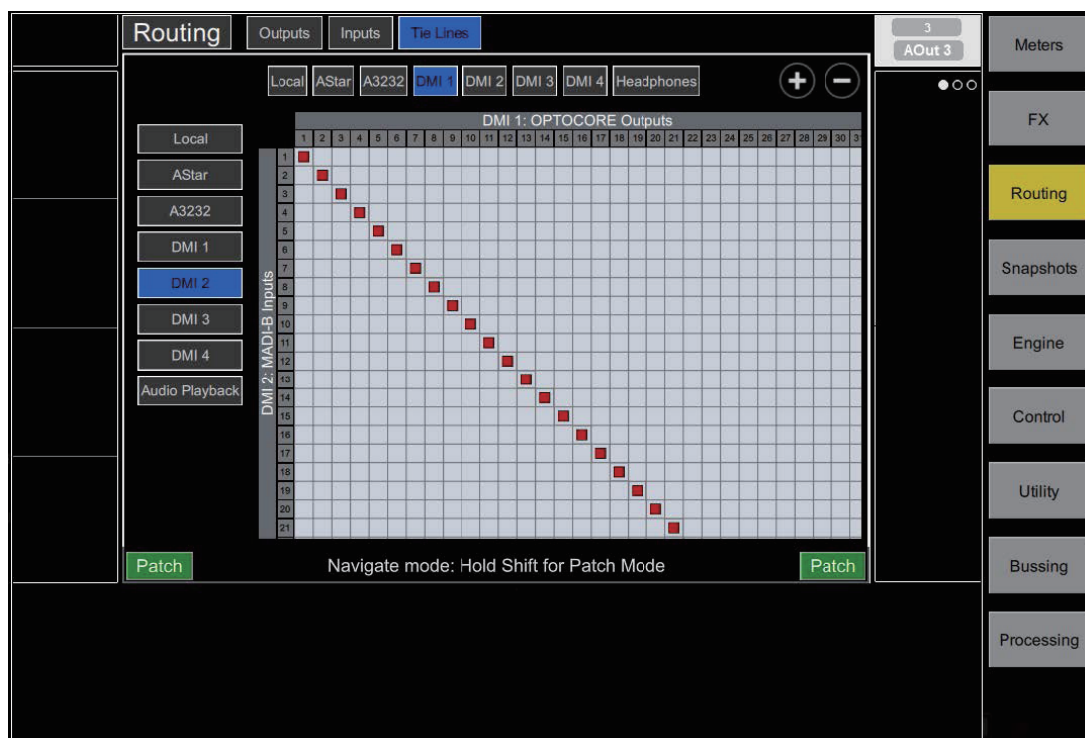 Routing Outputs Inputs Tie Lines
3
AOut 3
Local AStar A3232 DMI 1 DMI 2 DMI 3 DMI 4 Headphones
+ −
DMI 1: OPTOCORE Outputs
1 2 3 4 5 6 7 8 9 10 11 12 13 14 15 16 17 18 19 20 21 22 23 24 25 26 27 28 29 30
Local
AStar
A3232
DMI 1
DMI 2
DMI 3
DMI 4
Audio Playback
DMI 2: MADI-B Inputs
1
2
3
4
5
6
7
8
9
10
11
12
13
14
15
16
17
18
19
20
21
Patch Navigate mode: Hold Shift for Patch Mode Patch
Meters
FX
Routing
Snapshots
Engine
Control
Utility
Bussing
Processing